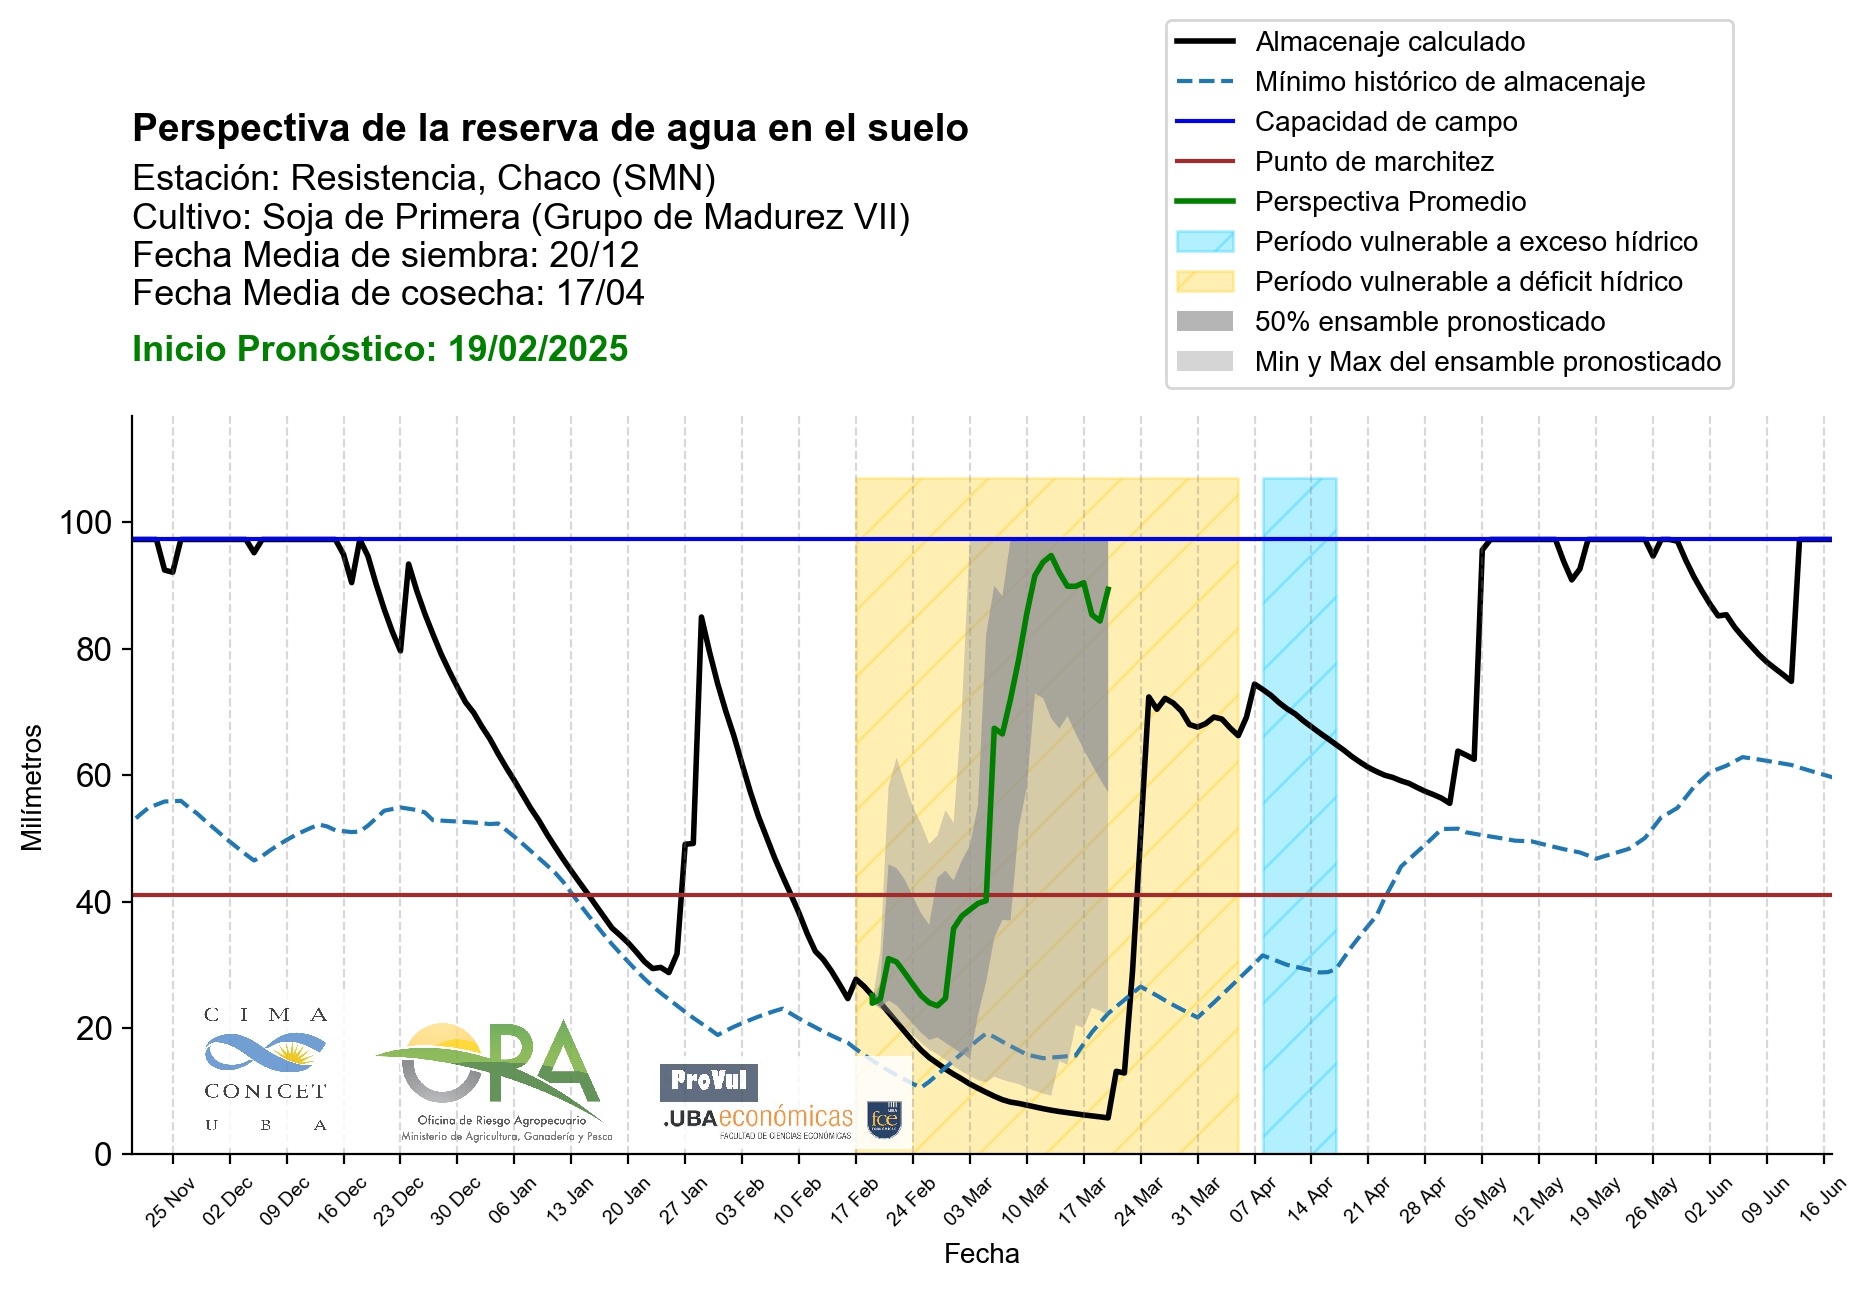 Almacenaje calculado
Mínimo histórico de almacenaje
Capacidad de campo
Punto de marchitez
Perspectiva Promedio
Período vulnerable a exceso hídrico
Período vulnerable a déficit hídrico
50% ensamble pronosticado
Min y Max del ensamble pronosticado
Perspectiva de la reserva de agua en el suelo
Estación: Resistencia, Chaco (SMN)
Cultivo: Soja de Primera (Grupo de Madurez VII)
Fecha Media de siembra: 20/12
Fecha Media de cosecha: 17/04
Inicio Pronóstico: 19/02/2025
Milímetros
100
80
60
40
20
0
CIMA
CONICET
UBA
ORA
Oficina de Riesgo Agropecuario
Ministerio de Agricultura, Ganadería y Pesca
ProVul
.UBAeconómicas
FACULTAD DE CIENCIAS ECONÓMICAS
UBA
fce
25 Nov
02 Dec
09 Dec
16 Dec
23 Dec
30 Dec
06 Jan
13 Jan
20 Jan
27 Jan
03 Feb
10 Feb
17 Feb
24 Feb
03 Mar
10 Mar
17 Mar
24 Mar
31 Mar
07 Apr
14 Apr
21 Apr
28 Apr
05 May
12 May
19 May
26 May
02 Jun
09 Jun
16 Jun
Fecha